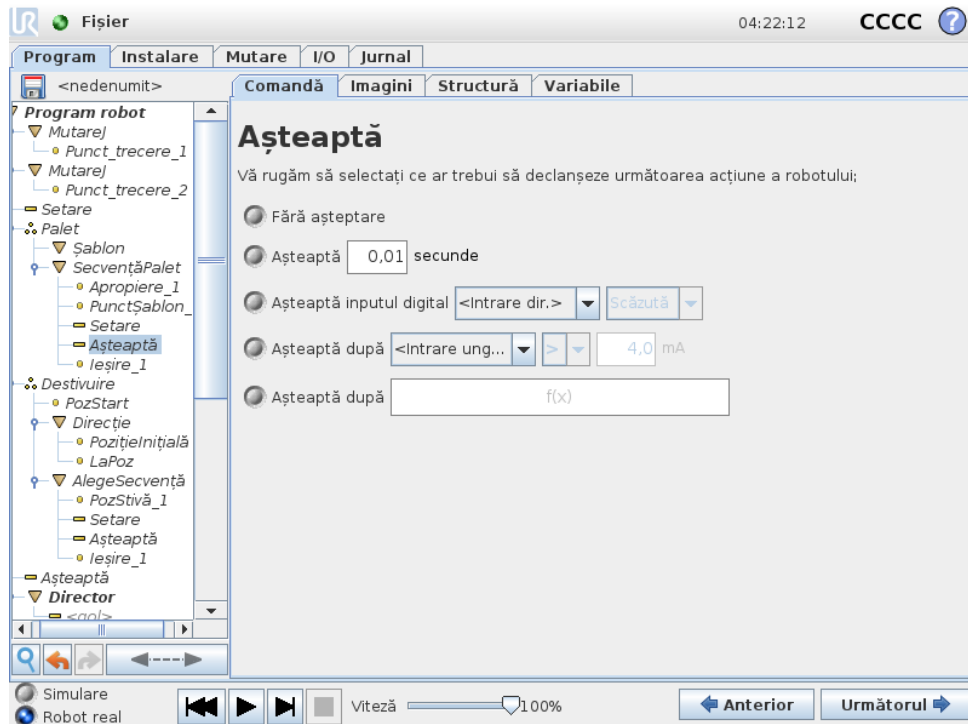 UR Fișier 04:22:12 CCCC ?
Program Instalare Mutare I/O Jurnal
<nedenumit>
Comandă Imagini Structură Variabile
Program robot
MutareJ
Punct_trecere_1
MutareJ
Punct_trecere_2
Setare
Palet
Șablon
SecvențăPalet
Apropiere_1
PunctȘablon_
Setare
Așteaptă
Ieșire_1
Destivuire
PozStart
Direcție
PozițieInițială
LaPoz
AlegeSecvență
PozStivă_1
Setare
Așteaptă
Ieșire_1
Așteaptă
Director
<gol>
Așteaptă
Vă rugăm să selectați ce ar trebui să declanșeze următoarea acțiune a robotului;
Fără așteptare
Așteaptă 0,01 secunde
Așteaptă inputul digital <Intrare dir.> Scăzută
Așteaptă după <Intrare ung... > 4,0 mA
Așteaptă după f(x)
Simulare
Robot real
Viteză 100%
Anterior Următorul